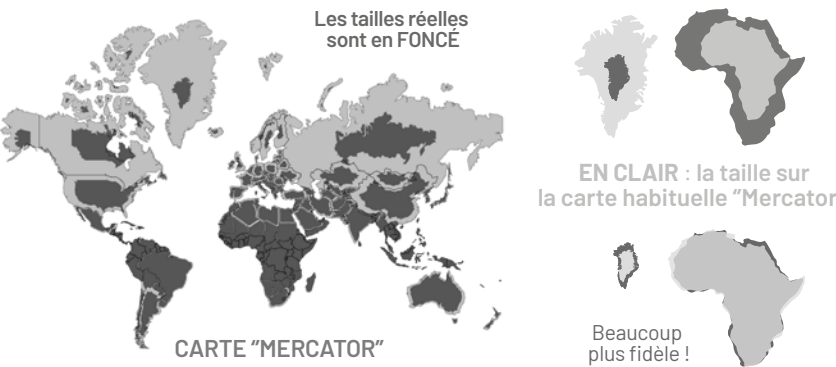 Les tailles réelles
sont en FONCÉ
CARTE "MERCATOR"
EN CLAIR : la taille sur
la carte habituelle "Mercator
Beaucoup
plus fidèle !